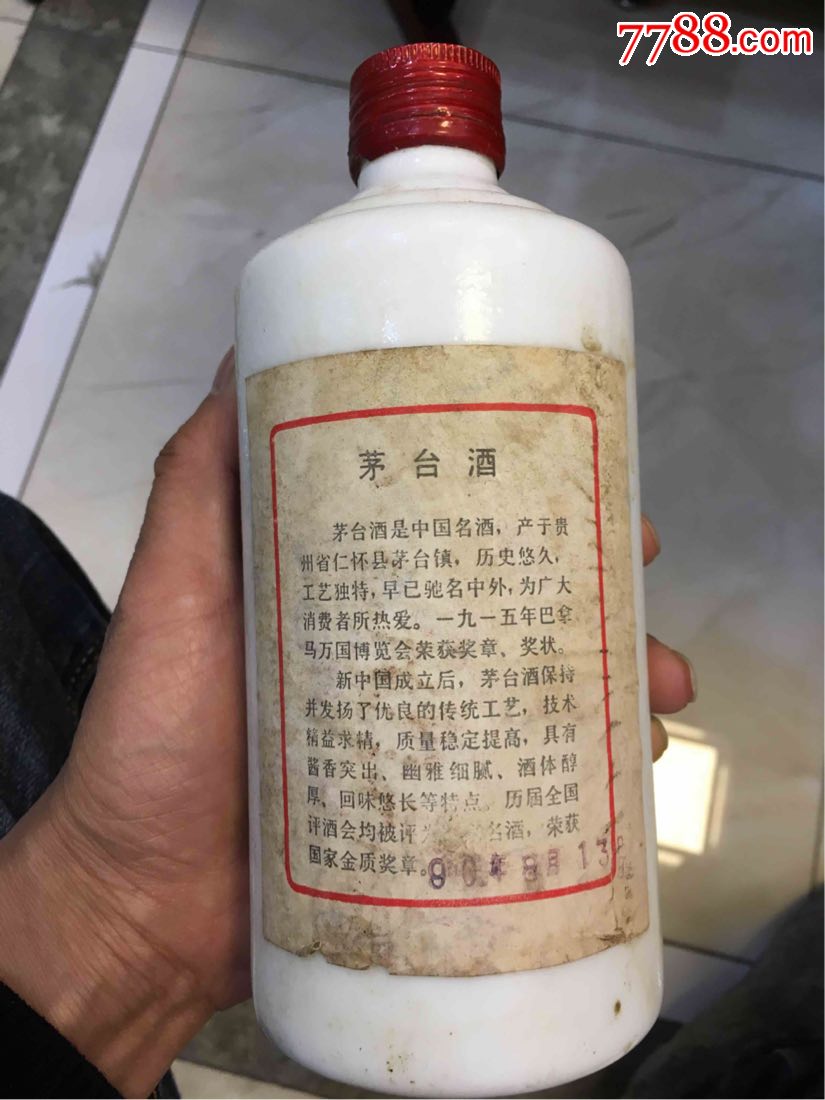 7788.com
茅台酒
茅台酒是中国名酒，产于贵
州省仁怀县茅台镇，历史悠久，
工艺独特，早已驰名中外，为广大
消费者所热爱。一九一五年巴拿
马万国博览会荣获奖章、奖状。
新中国成立后，茅台酒保持
并发扬了优良的传统工艺，技术
精益求精，质量稳定提高，具有
酱香突出、幽雅细腻、酒体醇
厚、回味悠长等特点。历届全国
评酒会均被评 名酒，荣获
国家金质奖章。
90年8月13